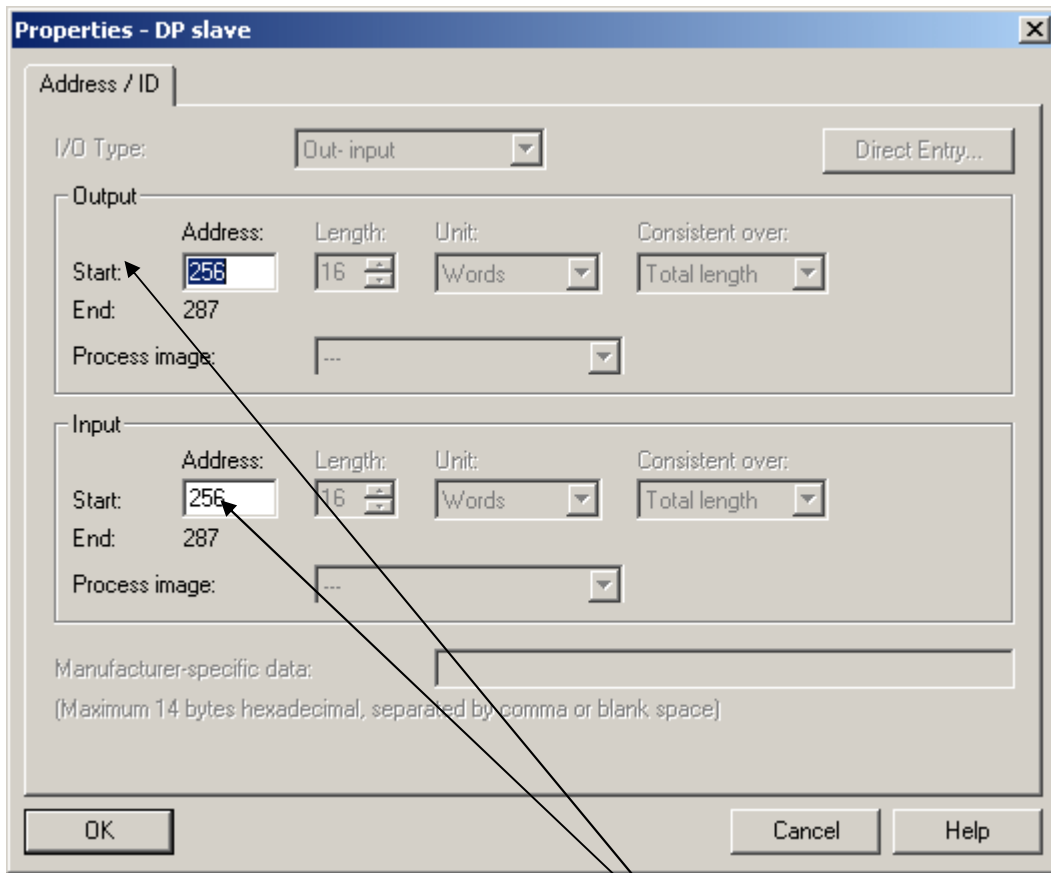 Properties - DP slave
Address / ID
I/O Type: Out- input Direct Entry...
Output
Address: Length: Unit: Consistent over:
Start: 256 16 Words Total length
End: 287
Process image: ---
Input
Address: Length: Unit: Consistent over:
Start: 256 16 Words Total length
End: 287
Process image: ---
Manufacturer-specific data:
(Maximum 14 bytes hexadecimal, separated by comma or blank space)
OK Cancel Help